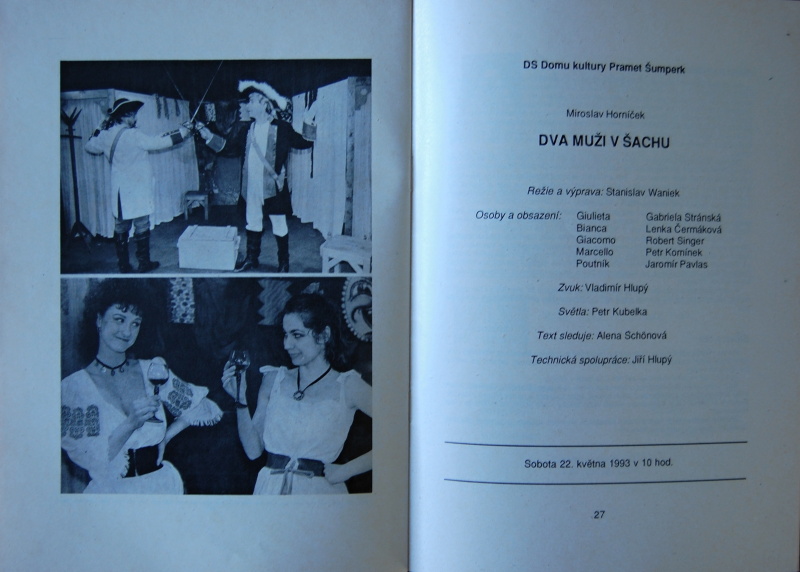 DS Domu kultury Pramet Šumperk
Miroslav Horníček
DVA MUŽI V ŠACHU
Režie a výprava: Stanislav Waniek
Osoby a obsazení: Giulieta Gabriela Stránská
Bianca Lenka Čermáková
Giacomo Robert Singer
Marcello Petr Komínek
Poutník Jaromír Pavlas
Zvuk: Vladimír Hlupý
Světla: Petr Kubelka
Text sleduje: Alena Schönová
Technická spolupráce: Jiří Hlupý
Sobota 22. května 1993 v 10 hod.
27